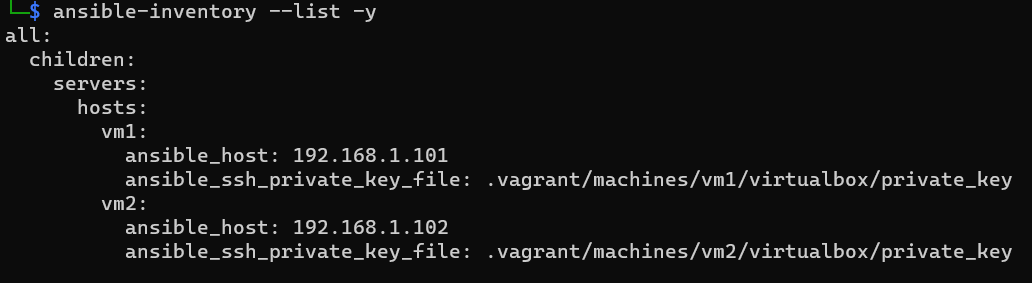 └─$ ansible-inventory --list -y
all:
  children:
    servers:
      hosts:
        vm1:
          ansible_host: 192.168.1.101
          ansible_ssh_private_key_file: .vagrant/machines/vm1/virtualbox/private_key
        vm2:
          ansible_host: 192.168.1.102
          ansible_ssh_private_key_file: .vagrant/machines/vm2/virtualbox/private_key